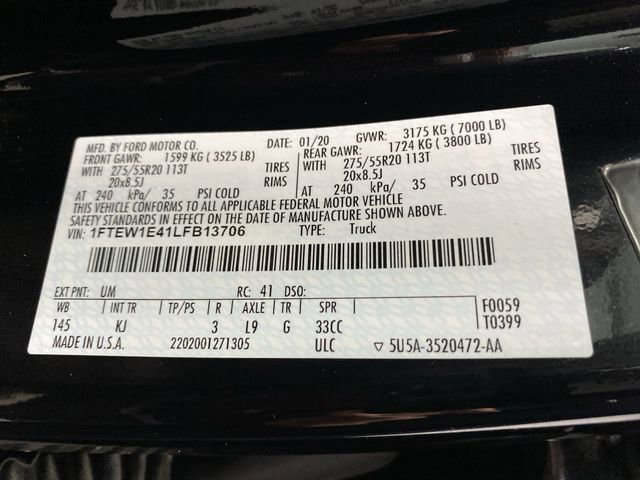 MFD. BY FORD MOTOR CO. DATE: 01/20 GVWR: 3175 KG ( 7000 LB)
FRONT GAWR: 1599 KG ( 3525 LB) REAR GAWR: 1724 KG ( 3800 LB)
WITH 275/55R20 113T TIRES WITH 275/55R20 113T TIRES
20x8.5J RIMS 20x8.5J RIMS
AT 240 kPa/ 35 PSI COLD AT 240 kPa/ 35 PSI COLD
THIS VEHICLE CONFORMS TO ALL APPLICABLE FEDERAL MOTOR VEHICLE
SAFETY STANDARDS IN EFFECT ON THE DATE OF MANUFACTURE SHOWN ABOVE.
VIN: 1FTEW1E41LFB13706 TYPE: Truck
EXT PNT: UM RC: 41 DSO:
WB INT TR TP/PS R AXLE TR SPR F0059
145 KJ 3 L9 G 33CC T0399
MADE IN U.S.A. 2202001271305 ULC ▽ 5U5A-3520472-AA